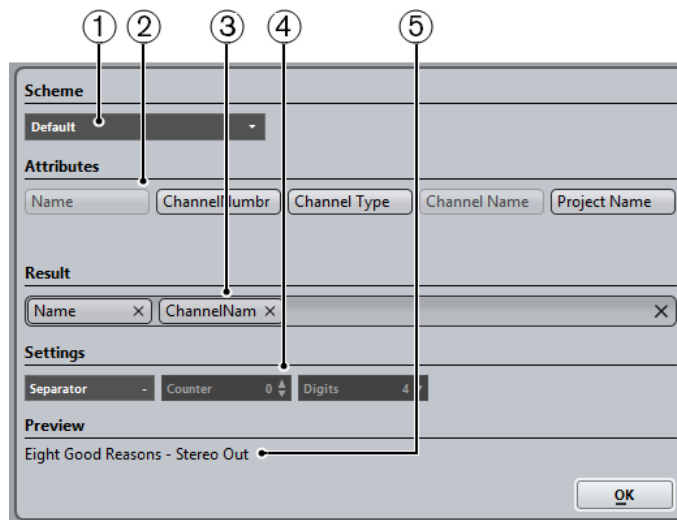 1 2 3 4 5
Scheme
Default
Attributes
Name ChannelNumbr Channel Type Channel Name Project Name
Result
Name × ChannelNam × ×
Settings
Separator - Counter 0 Digits 4
Preview
Eight Good Reasons - Stereo Out
OK